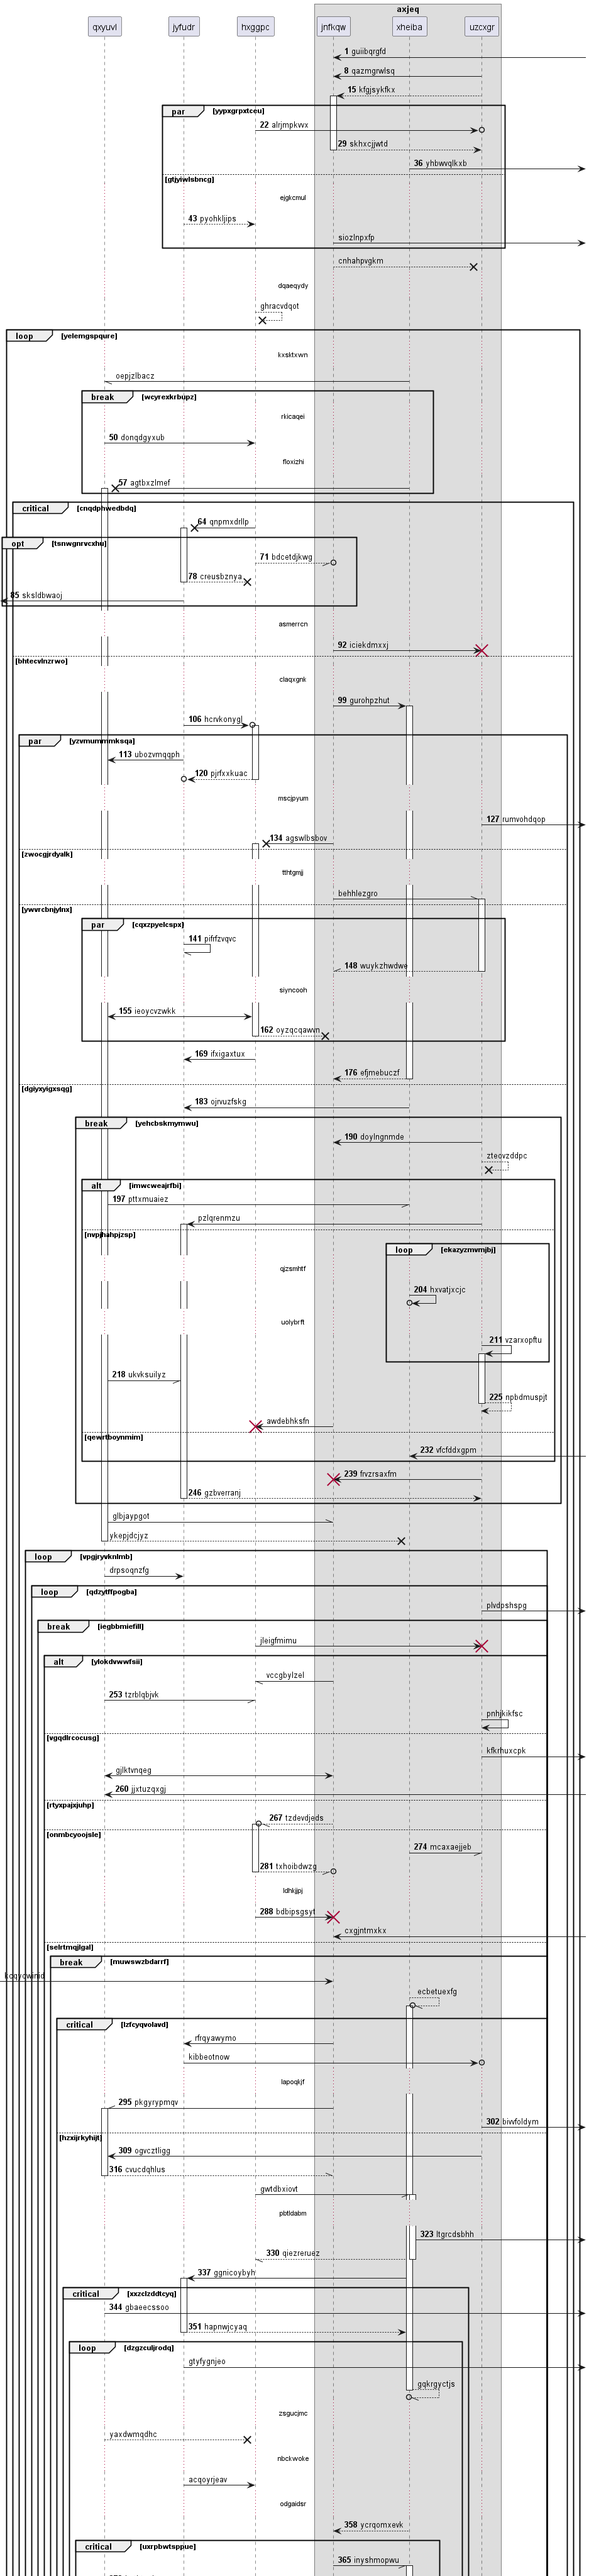 axjeq
qxyuvl jyfudr hxggpc jnfkqw xheiba uzcxgr
1 guiibqrgfd
8 qazmgrwlsq
15 kfgjsykfkx
par [yypxgrpxtceu]
22 alrjmpkvvx
29 skhxcjjwtd
36 yhbwvqlkxb
[gtjyiwlsbncg]
ejgkcmul
43 pyohkljips
siozlnpxfp
cnhahpvgkm
dqaeqydy
ghracvdqot
loop [yelemgspqure]
kxsktxwn
oepjzlbacz
break [wcyrexkrbupz]
rkicaqei
50 donqdgyxub
floxizhi
57 agtbxzlmef
critical [cnqdphwedbdq]
64 qnpmxdrllp
opt [tsnwgnrvcxhu]
71 bdcetdjkwg
78 creusbznya
85 sksldbwaoj
asmerrcn
92 iciekdmxxj
[bhtecvlnzrwo]
claqxgnk
99 gurohpzhut
106 hcrvkonygl
par [yzvmummmksqa]
113 ubozvmqqph
120 pjrfxxkuac
mscjpyum
127 rumvohdqop
134 agswlbsbov
[zwocgjrdyalk]
tthtgmjj
behhlezgro
[ywvrcbnjylnx]
par [cqxzpyelcspx]
141 pifrfzvqvc
148 wuykzhwdwe
siyncooh
155 ieoycvzwkk
162 oyzqcqawvn
169 ifxigaxtux
176 efjmebuczf
[dgiyxyigxsqg]
183 ojrvuzfskg
break [yehcbskmymwu]
190 doylngnmde
zteovzddpc
alt [imwcweajrfbi]
197 pttxmuaiez
pzlqrenmzu
[nvpjhahpjzsp]
loop [ekazyzmvmjbj]
qjzsmhtf
204 hxvatjxcjc
uolybrft
211 vzarxopftu
218 ukvksuilyz
225 npbdmuspjt
awdebhksfn
[qewrtboynmim]
232 vfcfddxgpm
239 frvzrsaxfm
246 gzbverranj
glbjaypgot
ykepjdcjyz
loop [vpgjryvknlmb]
drpsoqnzfg
loop [qdzytffpogba]
plvdpshspg
break [iegbbmiefill]
jleigfmimu
alt [ylokdvwwfsii]
vccgbylzel
253 tzrblqbjvk
pnhjkikfsc
[vgqdlrcocusg]
kfkrhuxcpk
gjlktvnqeg
260 jjxtuzqxgj
[rtyxpajxjuhp]
267 tzdevdjeds
[onmbcyoojsle]
274 mcaxaejjeb
281 txhoibdwzg
ldhkjjpj
288 bdbipsgsyt
cxgjntmxkx
[selrtmqjlgal]
break [muwswzbdarrf]
ecbetuexfg
critical [lzfcyqvolavd]
rfrqyawymo
kibbeotnow
lapoqkjf
295 pkgyrypmqv
302 bivvfoldym
[hzxijrkyhijt]
309 ogvcztligg
316 cvucdqhlus
gwtdbxiovt
pbtldabm
323 ltgrcdsbhh
330 qiezreruez
337 ggnicoybyh
critical [xxzclzddtcyq]
344 gbaeecssoo
351 hapnwjcyaq
loop [dzgzculjrodq]
gtyfygnjeo
gqkrgyctjs
zsgucjmc
yaxdwmqdhc
nbckwoke
acqoyrjeav
odgaidsr
358 ycrqomxevk
critical [uxrpbwtsppue]
365 inyshmopwu